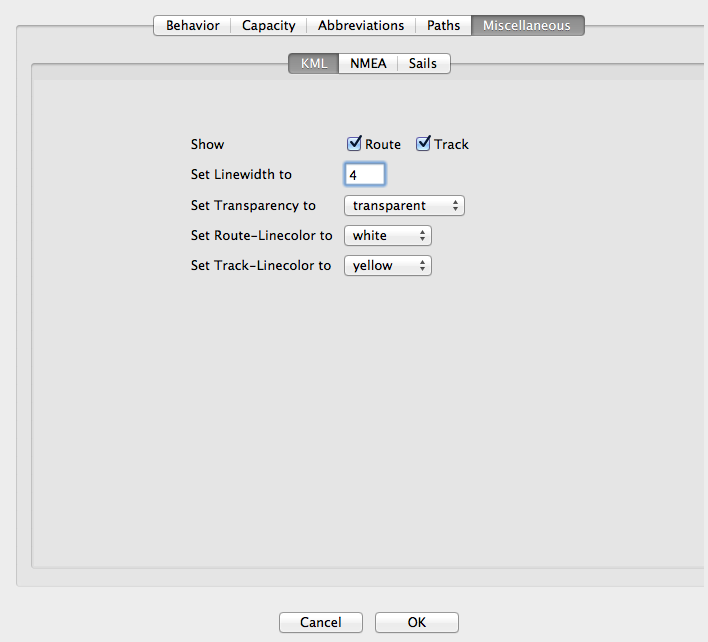 Behavior Capacity Abbreviations Paths Miscellaneous
KML NMEA Sails
Show Route Track
Set Linewidth to 4
Set Transparency to transparent
Set Route-Linecolor to white
Set Track-Linecolor to yellow
Cancel OK